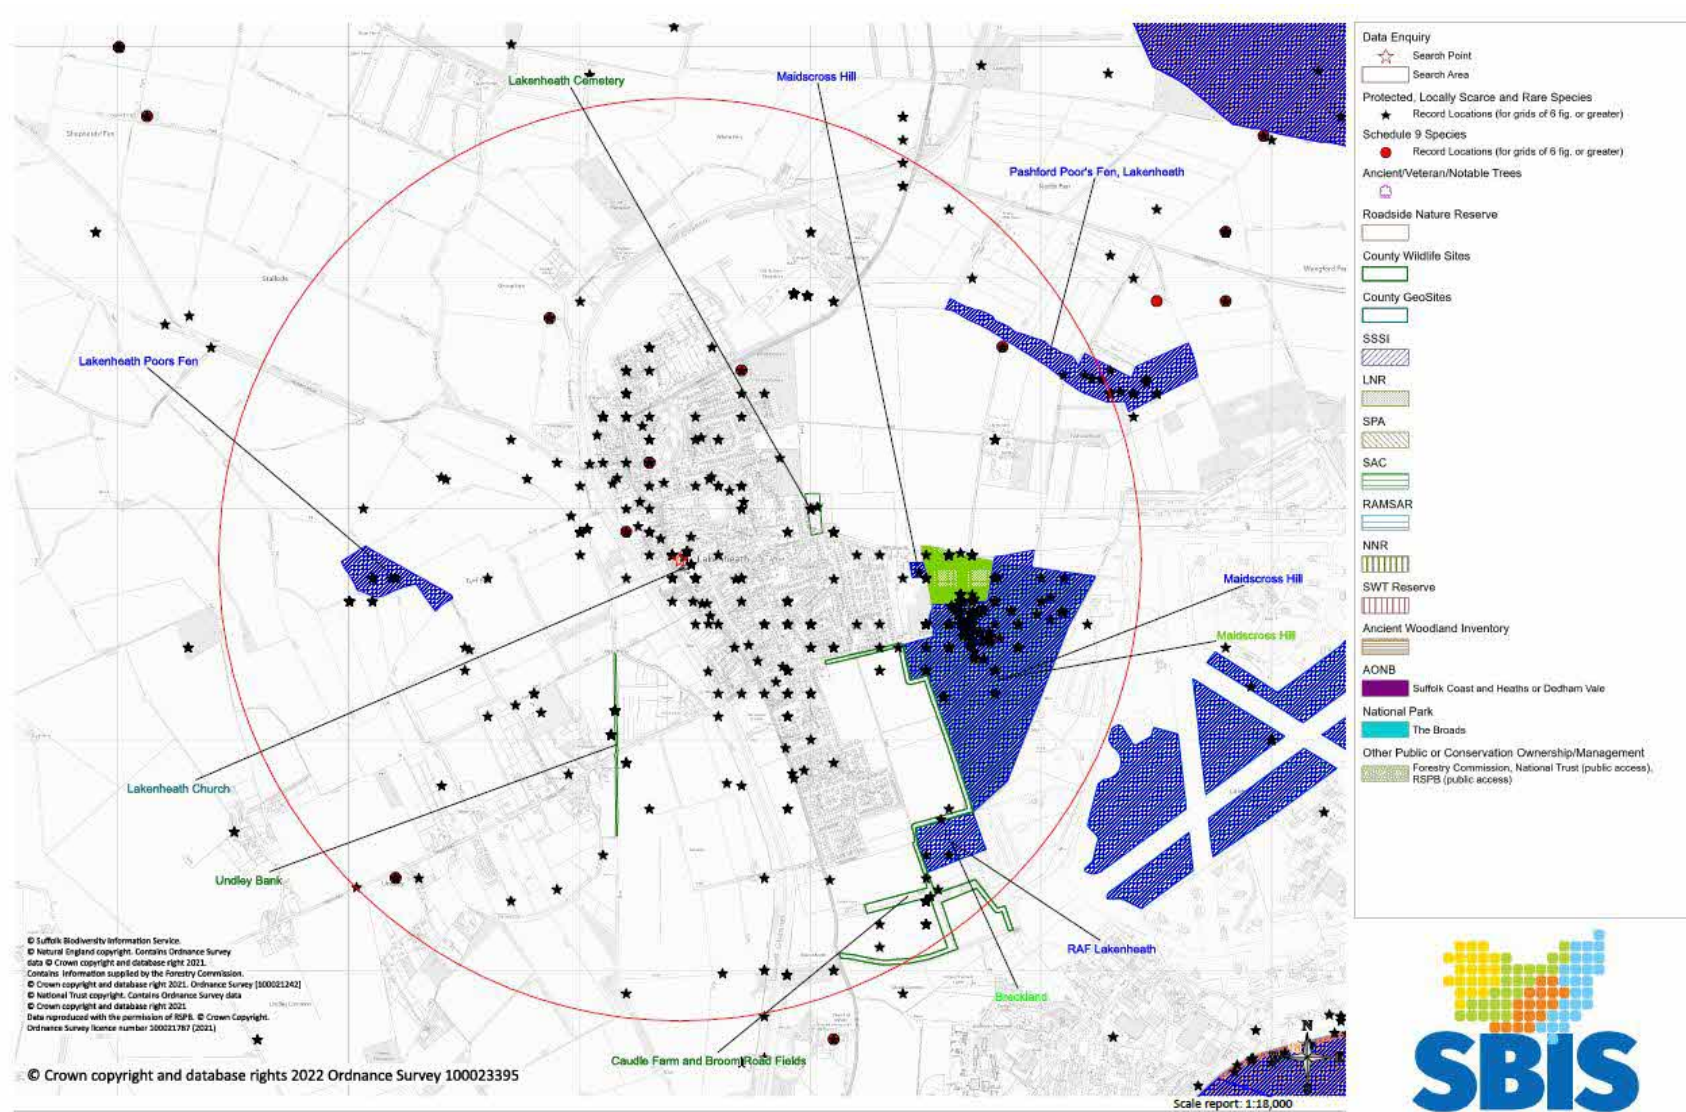 Lakenheath Cemetery
Maidscross Hill
Pashford Poor's Fen, Lakenheath
Lakenheath Poors Fen
Lakenheath
Maidscross Hill
Maidscross Hill
Lakenheath Church
Undley Bank
RAF Lakenheath
Breckland
Caudle Farm and Broom Road Fields
© Suffolk Biodiversity Information Service.
© Natural England copyright. Contains Ordnance Survey
data © Crown copyright and database right 2021.
Contains information supplied by the Forestry Commission.
© Crown copyright and database right 2021. Ordnance Survey [100021242]
© National Trust copyright. Contains Ordnance Survey data
© Crown copyright and database right 2021
Data reproduced with the permission of RSPB. © Crown Copyright.
Ordnance Survey licence number 100021787 (2021)
© Crown copyright and database rights 2022 Ordnance Survey 100023395
N
Scale report: 1:18,000
Data Enquiry
Search Point
Search Area
Protected, Locally Scarce and Rare Species
Record Locations (for grids of 6 fig. or greater)
Schedule 9 Species
Record Locations (for grids of 6 fig. or greater)
Ancient/Veteran/Notable Trees
Roadside Nature Reserve
County Wildlife Sites
County GeoSites
SSSI
LNR
SPA
SAC
RAMSAR
NNR
SWT Reserve
Ancient Woodland Inventory
AONB
Suffolk Coast and Heaths or Dedham Vale
National Park
The Broads
Other Public or Conservation Ownership/Management
Forestry Commission, National Trust (public access),
RSPB (public access)
SBIS